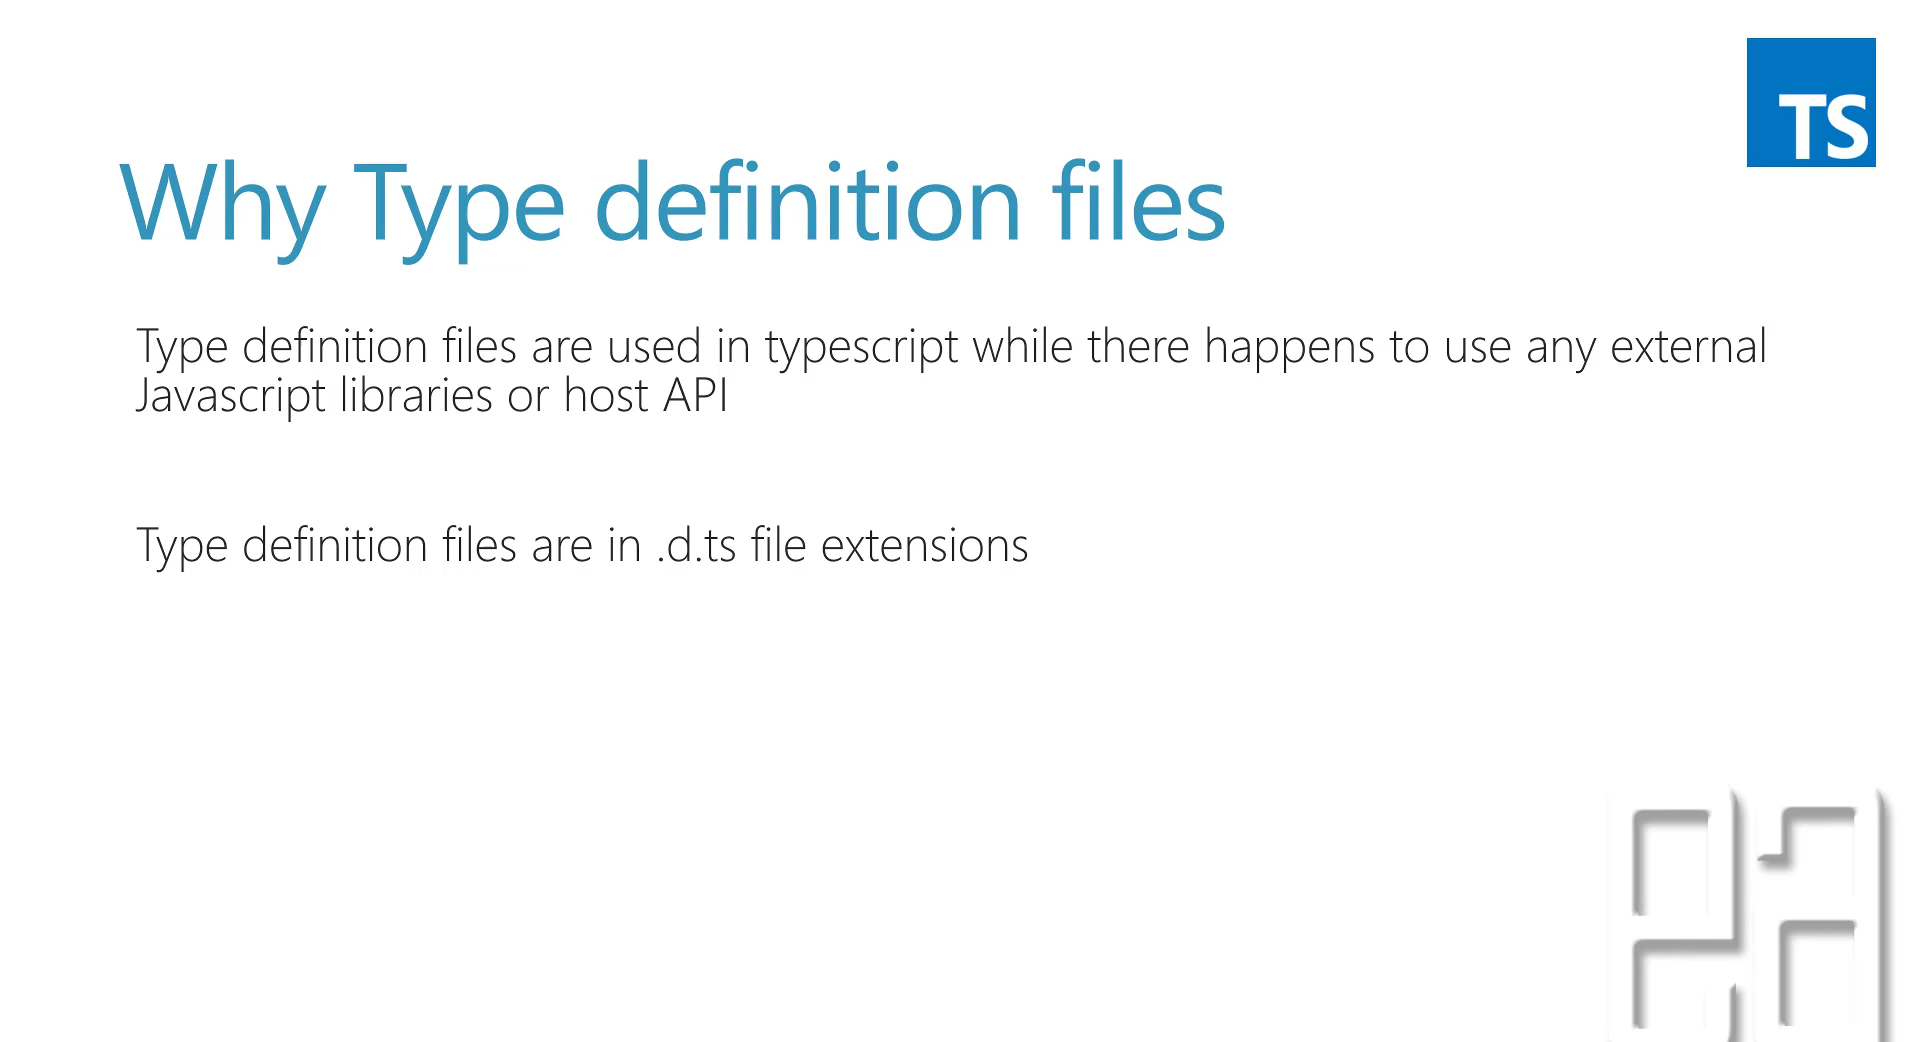 TS
Why Type definition files
Type definition files are used in typescript while there happens to use any external
Javascript libraries or host API
Type definition files are in .d.ts file extensions